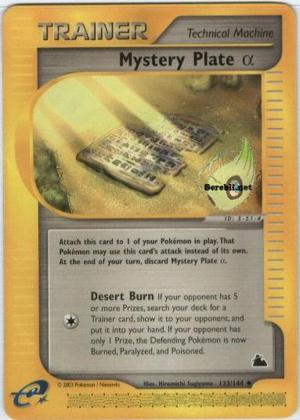 TRAINER
Technical Machine
Mystery Plate α
Serebii.net
Attach this card to 1 of your Pokémon in play. That
Pokémon may use this card's attack instead of its own.
At the end of your turn, discard Mystery Plate α.
Desert Burn If your opponent has 5
or more Prizes, search your deck for a
Trainer card, show it to your opponent,
and put it into your hand. If your opponent
has only 1 Prize, the Defending Pokémon is now
Burned, Paralyzed, and Poisoned.
Illus. Hiromichi Sugiyama 133/144
© 2003 Pokémon / Nintendo
e